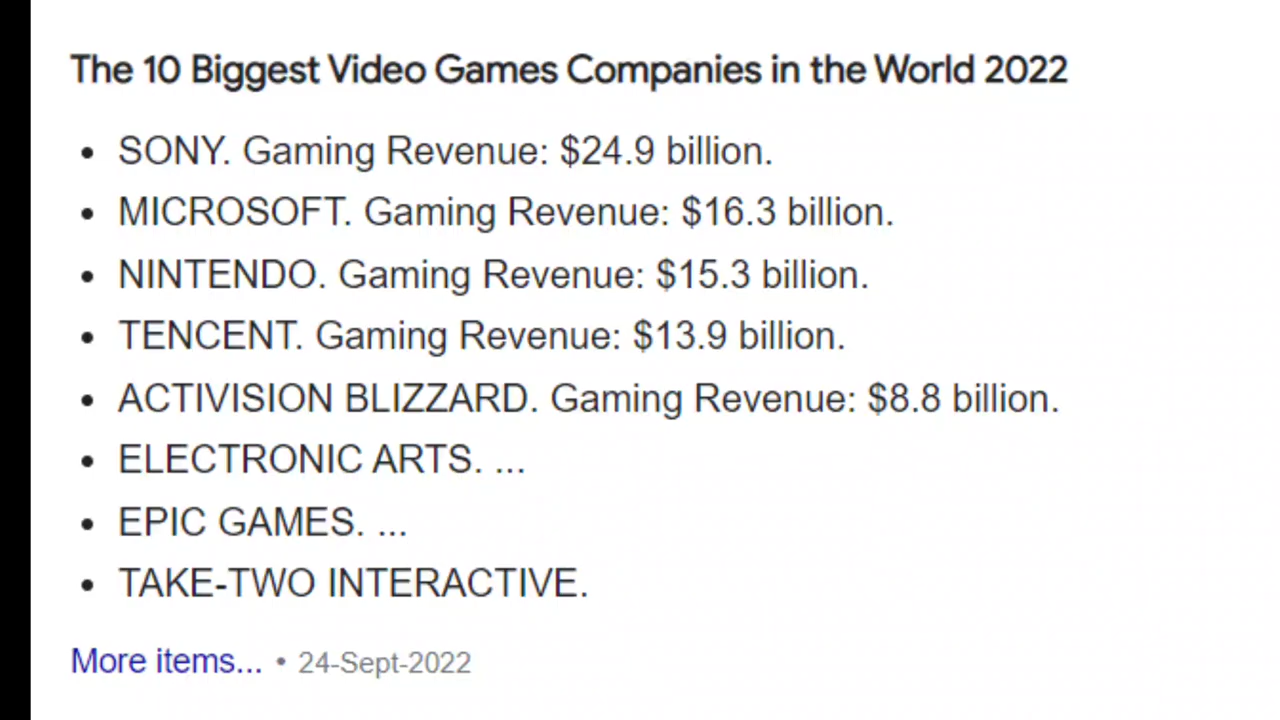 The 10 Biggest Video Games Companies in the World 2022
• SONY. Gaming Revenue: $24.9 billion.
• MICROSOFT. Gaming Revenue: $16.3 billion.
• NINTENDO. Gaming Revenue: $15.3 billion.
• TENCENT. Gaming Revenue: $13.9 billion.
• ACTIVISION BLIZZARD. Gaming Revenue: $8.8 billion.
• ELECTRONIC ARTS. ...
• EPIC GAMES. ...
• TAKE-TWO INTERACTIVE.
More items... • 24-Sept-2022